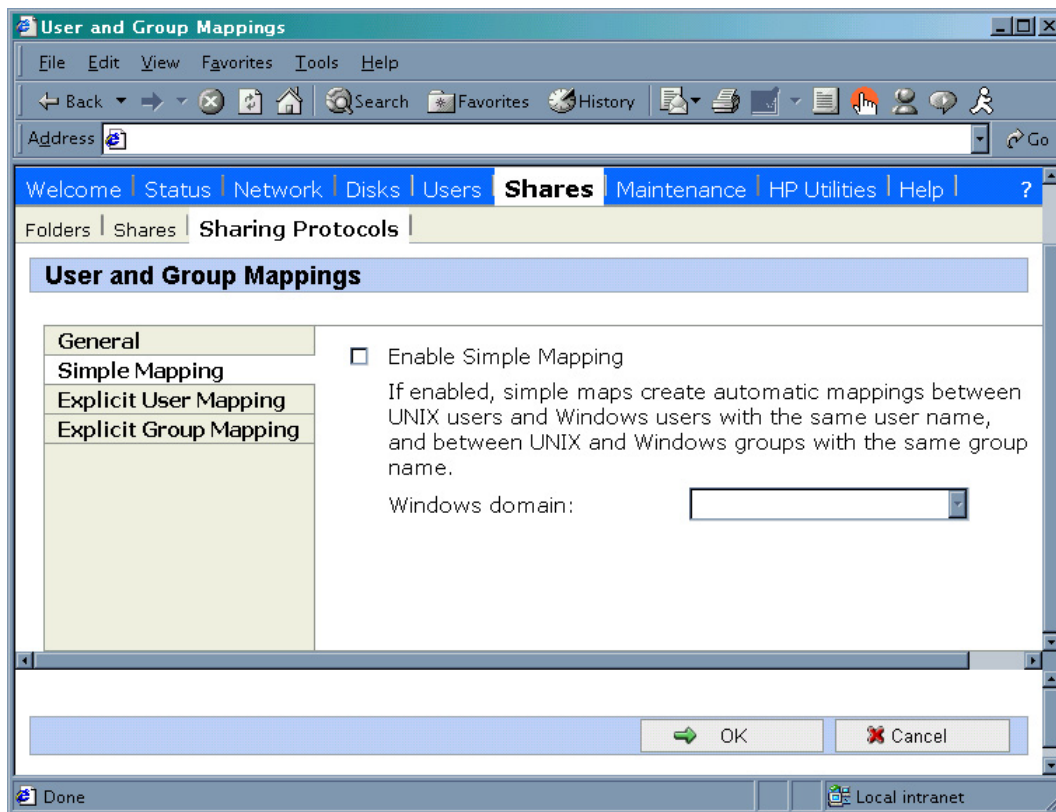 User and Group Mappings
File Edit View Favorites Tools Help
Back Search Favorites History
Address Go
Welcome Status Network Disks Users Shares Maintenance HP Utilities Help ?
Folders Shares Sharing Protocols
User and Group Mappings
General
Simple Mapping
Explicit User Mapping
Explicit Group Mapping
Enable Simple Mapping
If enabled, simple maps create automatic mappings between
UNIX users and Windows users with the same user name,
and between UNIX and Windows groups with the same group
name.
Windows domain:
OK Cancel
Done Local intranet